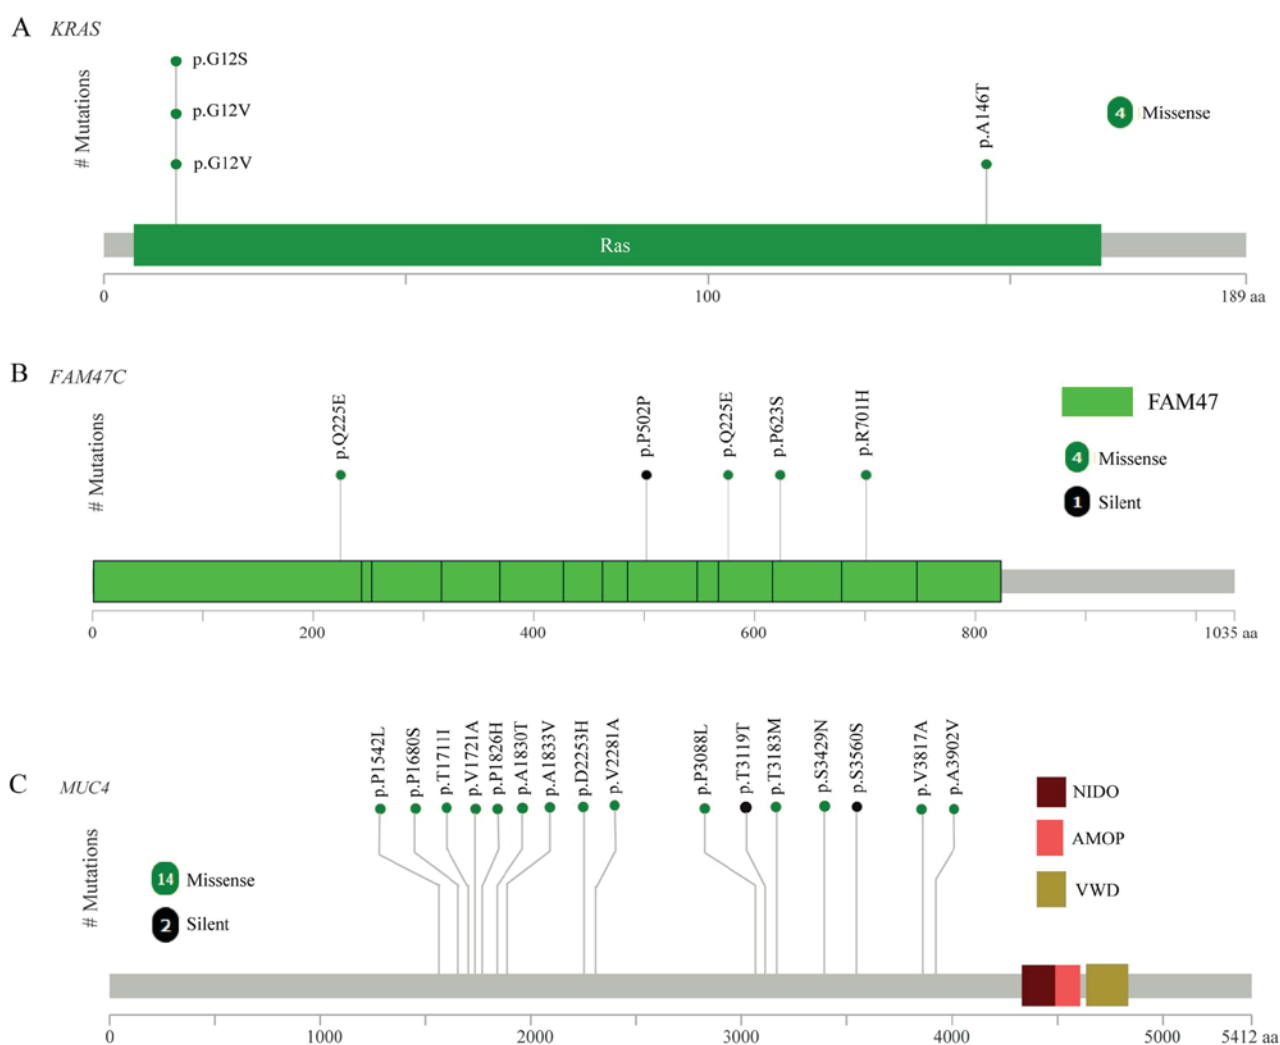 A KRAS
# Mutations
p.G12S
p.G12V
p.G12V
p.A146T
4 Missense
Ras
0 100 189 aa
B FAM47C
# Mutations
p.Q225E
p.P502P
p.Q225E
p.P623S
p.R701H
FAM47
4 Missense
1 Silent
0 200 400 600 800 1035 aa
C MUC4
# Mutations
p.P1542L
p.P1680S
p.T1711I
p.V1721A
p.P1826H
p.A1830T
p.A1833V
p.D2253H
p.V2281A
p.P3088L
p.T3119T
p.T3183M
p.S3429N
p.S3560S
p.V3817A
p.A3902V
14 Missense
2 Silent
NIDO
AMOP
VWD
0 1000 2000 3000 4000 5000 5412 aa